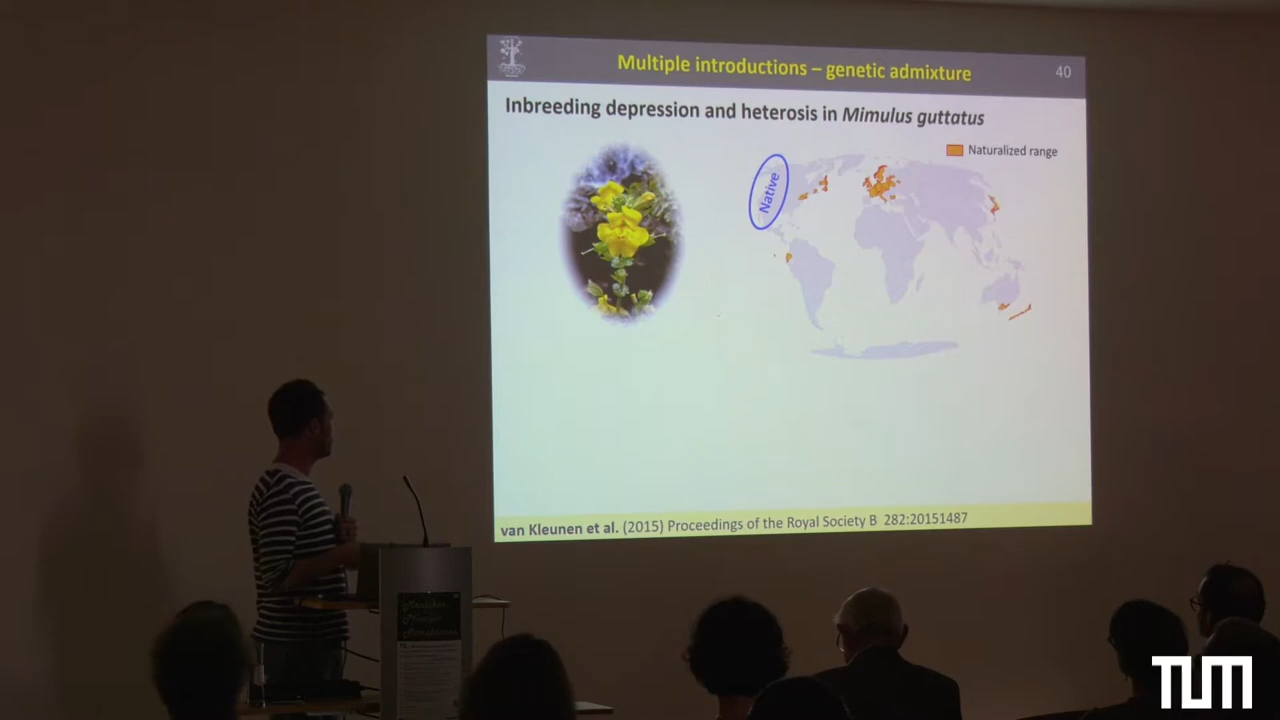 Multiple introductions – genetic admixture
40
Inbreeding depression and heterosis in Mimulus guttatus
Naturalized range
Native
van Kleunen et al. (2015) Proceedings of the Royal Society B 282:20151487
TUM